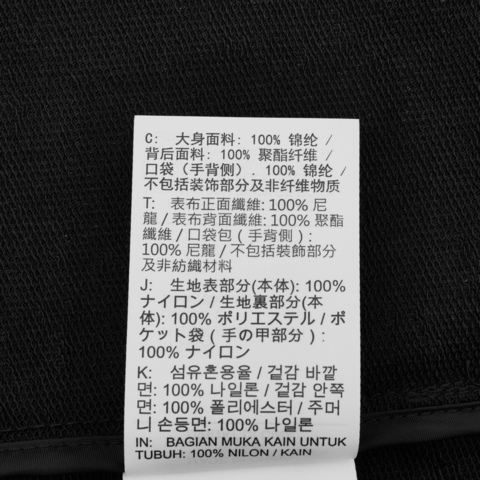 C: 大身面料: 100% 锦纶 /
背后面料: 100% 聚酯纤维 /
口袋（手背侧）. 100% 锦纶 /
不包括装饰部分及非纤维物质
T: 表布正面纖維: 100% 尼
龍 / 表布背面纖維: 100% 聚酯
纖維 / 口袋包 ( 手背側 ) :
100% 尼龍 / 不包括裝飾部分
及非紡織材料
J: 生地表部分(本体): 100%
ナイロン / 生地裏部分(本
体): 100% ポリエステル / ポ
ケット袋（手の甲部分）:
100% ナイロン
K: 섬유혼용율 / 겉감 바깥
면: 100% 나일론 / 겉감 안쪽
면: 100% 폴리에스터 / 주머
니 손등면: 100% 나일론
IN: BAGIAN MUKA KAIN UNTUK
TUBUH: 100% NILON / KAIN